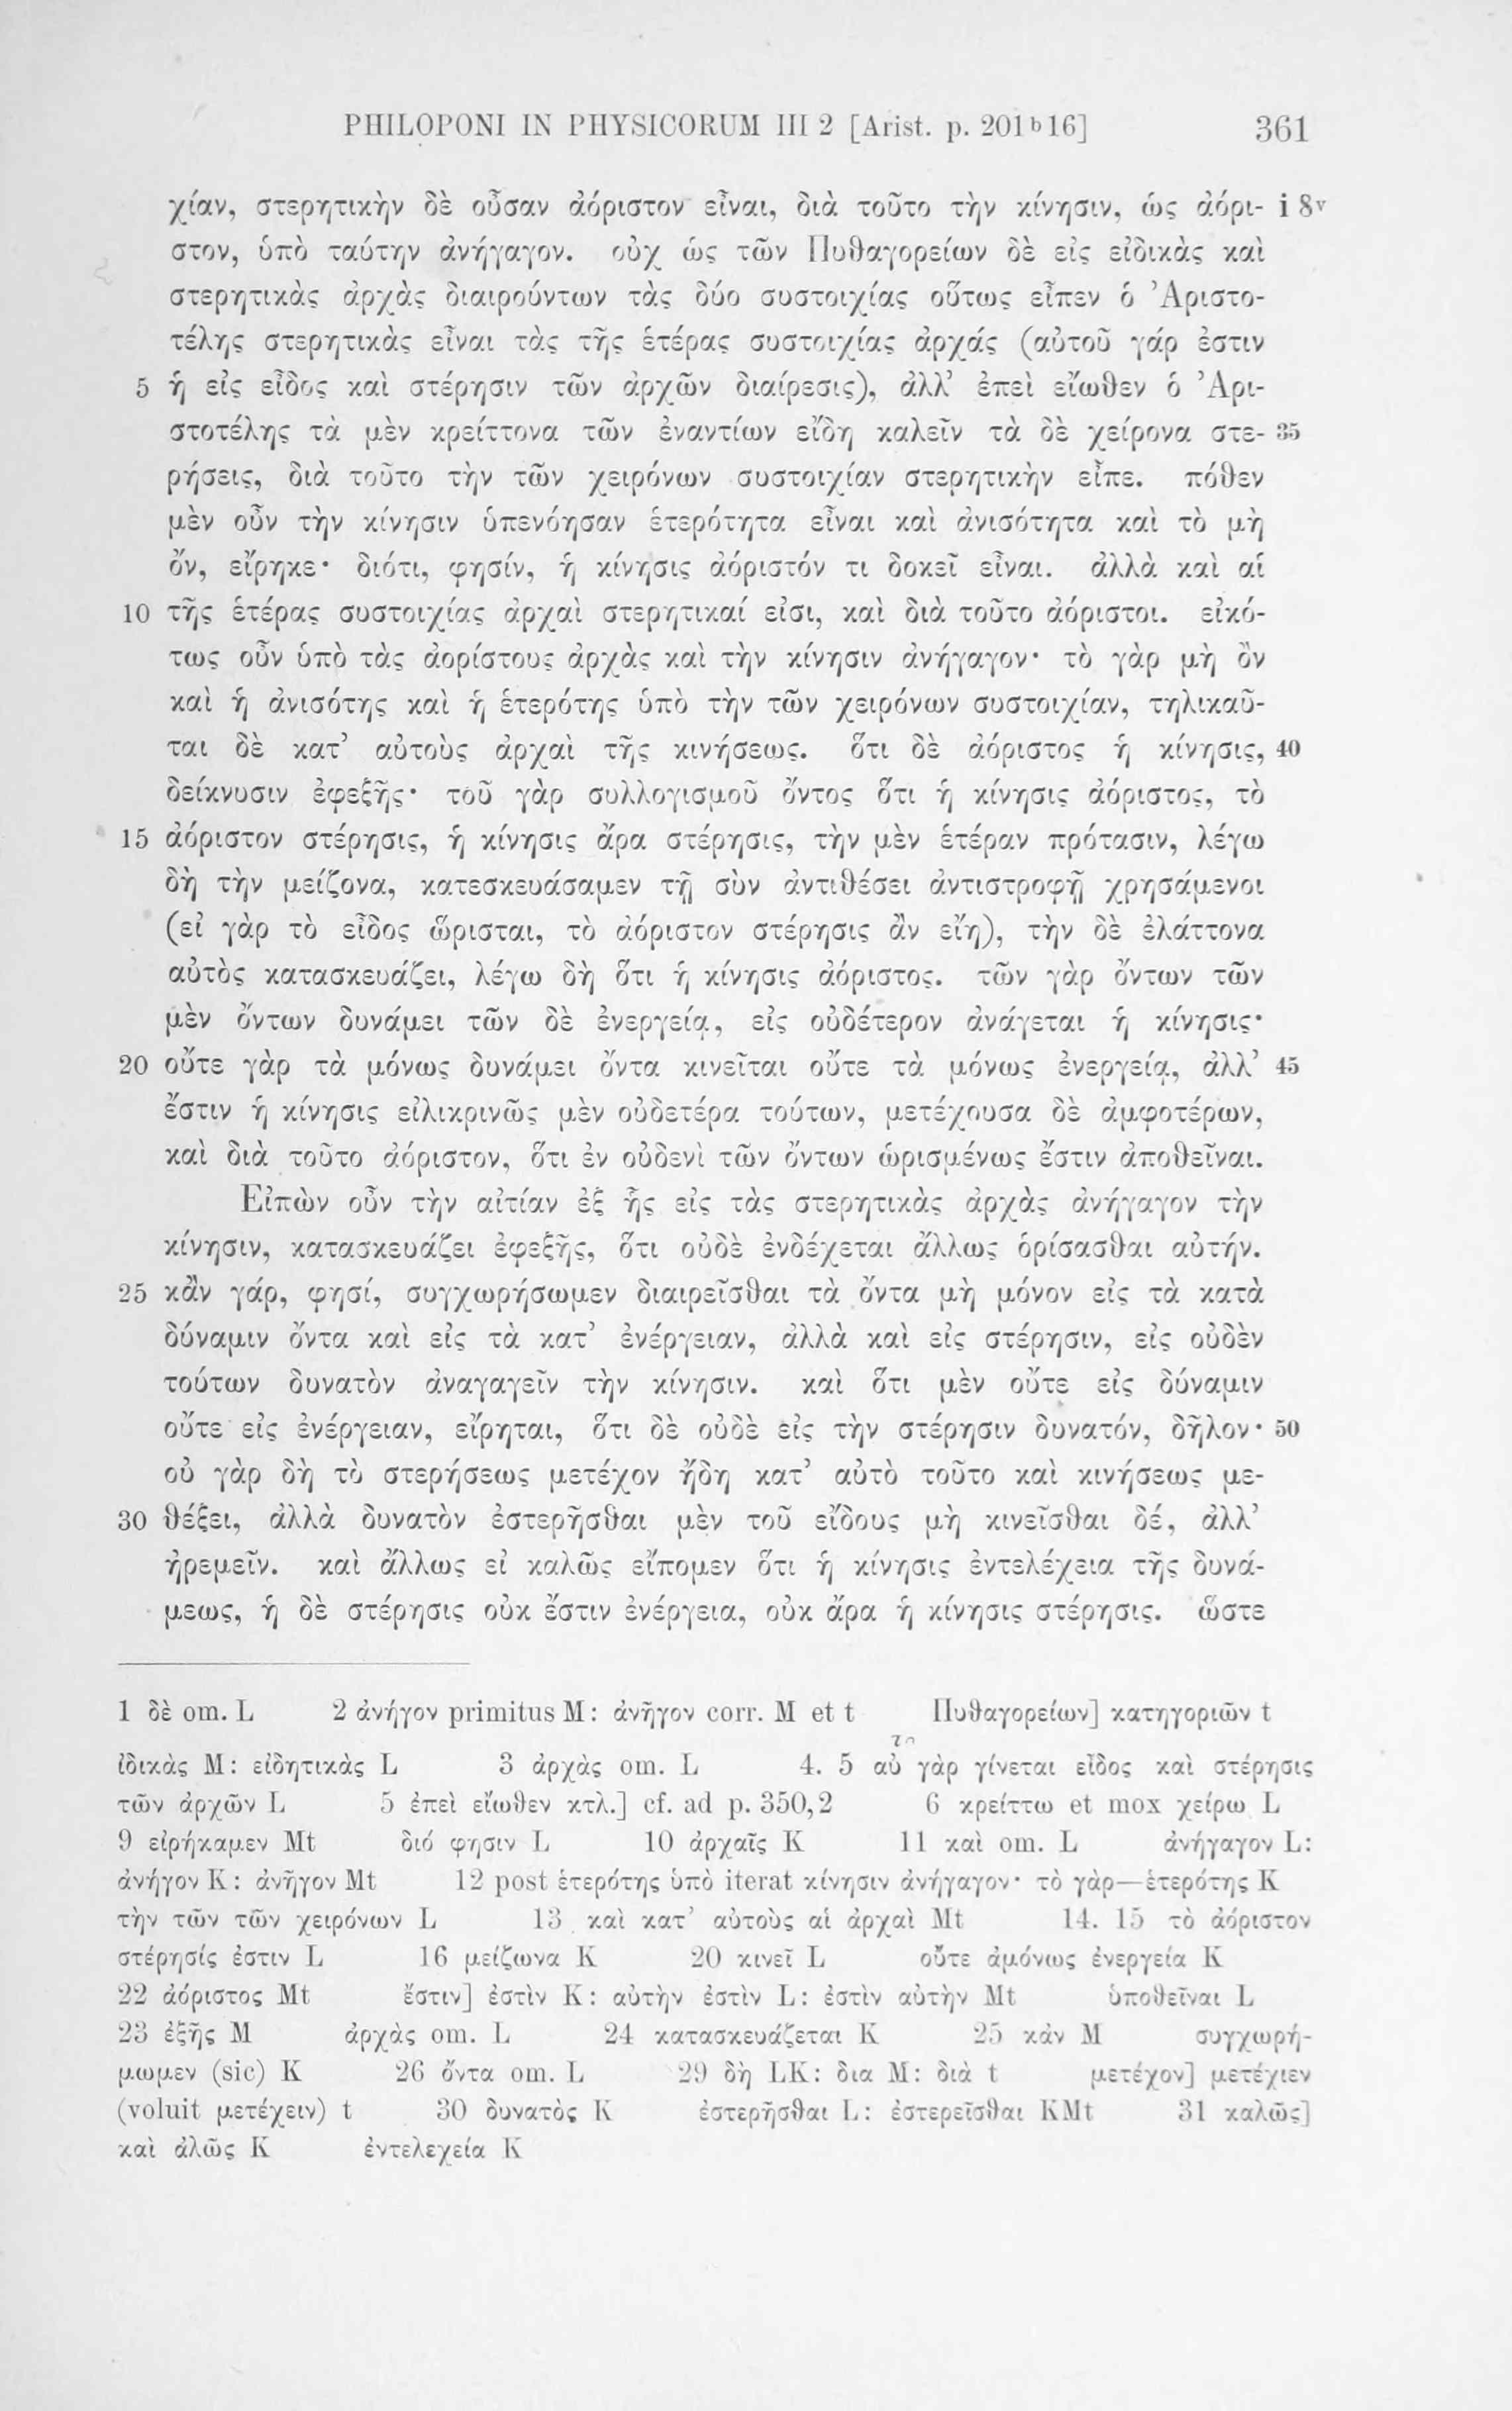 PHILOPONI IN PHYSICORUM III 2 [Arist. p. 201ᵇ16] 361
χίαν, στερητικὴν δὲ οὖσαν ἀόριστον εἶναι, διὰ τοῦτο τὴν κίνησιν, ὡς ἀόρι- i 8ᵛ
στον, ὑπὸ ταύτην ἀνήγαγον. οὐχ ὡς τῶν Πυθαγορείων δὲ εἰς εἰδικὰς καὶ
στερητικὰς ἀρχὰς διαιρούντων τὰς δύο συστοιχίας οὕτως εἶπεν ὁ Ἀριστο-
τέλης στερητικὰς εἶναι τὰς τῆς ἑτέρας συστοιχίας ἀρχάς (αὐτοῦ γάρ ἐστιν
5 ἡ εἰς εἶδος καὶ στέρησιν τῶν ἀρχῶν διαίρεσις), ἀλλ’ ἐπεὶ εἴωθεν ὁ Ἀρι-
στοτέλης τὰ μὲν κρείττονα τῶν ἐναντίων εἴδη καλεῖν τὰ δὲ χείρονα στε- 35
ρήσεις, διὰ τοῦτο τὴν τῶν χειρόνων συστοιχίαν στερητικὴν εἶπε. πόθεν
μὲν οὖν τὴν κίνησιν ὑπενόησαν ἑτερότητα εἶναι καὶ ἀνισότητα καὶ τὸ μὴ
ὄν, εἴρηκε· διότι, φησίν, ἡ κίνησις ἀόριστόν τι δοκεῖ εἶναι. ἀλλὰ καὶ αἱ
10 τῆς ἑτέρας συστοιχίας ἀρχαὶ στερητικαί εἰσι, καὶ διὰ τοῦτο ἀόριστοι. εἰκό-
τως οὖν ὑπὸ τὰς ἀορίστους ἀρχὰς καὶ τὴν κίνησιν ἀνήγαγον· τὸ γὰρ μὴ ὂν
καὶ ἡ ἀνισότης καὶ ἡ ἑτερότης ὑπὸ τὴν τῶν χειρόνων συστοιχίαν, τηλικαῦ-
ται δὲ κατ’ αὐτοὺς ἀρχαὶ τῆς κινήσεως. ὅτι δὲ ἀόριστος ἡ κίνησις, 40
δείκνυσιν ἐφεξῆς· τοῦ γὰρ συλλογισμοῦ ὄντος ὅτι ἡ κίνησις ἀόριστος, τὸ
15 ἀόριστον στέρησις, ἡ κίνησις ἄρα στέρησις, τὴν μὲν ἑτέραν πρότασιν, λέγω
δὴ τὴν μείζονα, κατεσκευάσαμεν τῇ σὺν ἀντιθέσει ἀντιστροφῇ χρησάμενοι
(εἰ γὰρ τὸ εἶδος ὥρισται, τὸ ἀόριστον στέρησις ἂν εἴη), τὴν δὲ ἐλάττονα
αὐτὸς κατασκευάζει, λέγω δὴ ὅτι ἡ κίνησις ἀόριστος. τῶν γὰρ ὄντων τῶν
μὲν ὄντων δυνάμει τῶν δὲ ἐνεργείᾳ, εἰς οὐδέτερον ἀνάγεται ἡ κίνησις·
20 οὔτε γὰρ τὰ μόνως δυνάμει ὄντα κινεῖται οὔτε τὰ μόνως ἐνεργείᾳ, ἀλλ’ 45
ἔστιν ἡ κίνησις εἰλικρινῶς μὲν οὐδετέρα τούτων, μετέχουσα δὲ ἀμφοτέρων,
καὶ διὰ τοῦτο ἀόριστον, ὅτι ἐν οὐδενὶ τῶν ὄντων ὡρισμένως ἔστιν ἀποθεῖναι.
Εἰπὼν οὖν τὴν αἰτίαν ἐξ ἧς εἰς τὰς στερητικὰς ἀρχὰς ἀνήγαγον τὴν
κίνησιν, κατασκευάζει ἐφεξῆς, ὅτι οὐδὲ ἐνδέχεται ἄλλως ὁρίσασθαι αὐτήν.
25 κἂν γάρ, φησί, συγχωρήσωμεν διαιρεῖσθαι τὰ ὄντα μὴ μόνον εἰς τὰ κατὰ
δύναμιν ὄντα καὶ εἰς τὰ κατ’ ἐνέργειαν, ἀλλὰ καὶ εἰς στέρησιν, εἰς οὐδὲν
τούτων δυνατὸν ἀναγαγεῖν τὴν κίνησιν. καὶ ὅτι μὲν οὔτε εἰς δύναμιν
οὔτε εἰς ἐνέργειαν, εἴρηται, ὅτι δὲ οὐδὲ εἰς τὴν στέρησιν δυνατόν, δῆλον· 50
οὐ γὰρ δὴ τὸ στερήσεως μετέχον ἤδη κατ’ αὐτὸ τοῦτο καὶ κινήσεως με-
30 θέξει, ἀλλὰ δυνατὸν ἐστερῆσθαι μὲν τοῦ εἴδους μὴ κινεῖσθαι δέ, ἀλλ’
ἠρεμεῖν. καὶ ἄλλως εἰ καλῶς εἴπομεν ὅτι ἡ κίνησις ἐντελέχεια τῆς δυνά-
μεως, ἡ δὲ στέρησις οὐκ ἔστιν ἐνέργεια, οὐκ ἄρα ἡ κίνησις στέρησις. ὥστε
1 δὲ om. L 2 ἀνήγον primitus M: ἀνῆγον corr. M et t Πυθαγορείων] κατηγοριῶν t
ἰδικὰς M: εἰδητικὰς L 3 ἀρχὰς om. L 4. 5 αὐ γὰρ γίνεται εἶδος καὶ στέρησις
τῶν ἀρχῶν L 5 ἐπεὶ εἴωθεν κτλ.] cf. ad p. 350,2 6 κρείττω et mox χείρω L
9 εἰρήκαμεν Mt διό φησιν L 10 ἀρχαῖς K 11 καὶ om. L ἀνήγαγον L:
ἀνήγον K: ἀνῆγον Mt 12 post ἑτερότης ὑπὸ iterat κίνησιν ἀνήγαγον· τὸ γὰρ—ἑτερότης K
τὴν τῶν τῶν χειρόνων L 13 καὶ κατ’ αὐτοὺς αἱ ἀρχαὶ Mt 14. 15 τὸ ἀόριστον
στέρησίς ἐστιν L 16 μείζωνα K 20 κινεῖ L οὔτε ἀμόνως ἐνεργεία K
22 ἀόριστος Mt ἔστιν] ἐστὶν K: αὐτὴν ἐστὶν L: ἐστὶν αὐτὴν Mt ὑποθεῖναι L
23 ἑξῆς M ἀρχὰς om. L 24 κατασκευάζεται K 25 κάν M συγχωρή-
μωμεν (sic) K 26 ὄντα om. L 29 δὴ LK: δια M: διὰ t μετέχον] μετέχιεν
(voluit μετέχειν) t 30 δυνατὸς K ἐστερῆσθαι L: ἐστερεῖσθαι KMt 31 καλῶς]
καὶ ἀλῶς K ἐντελεχεία K